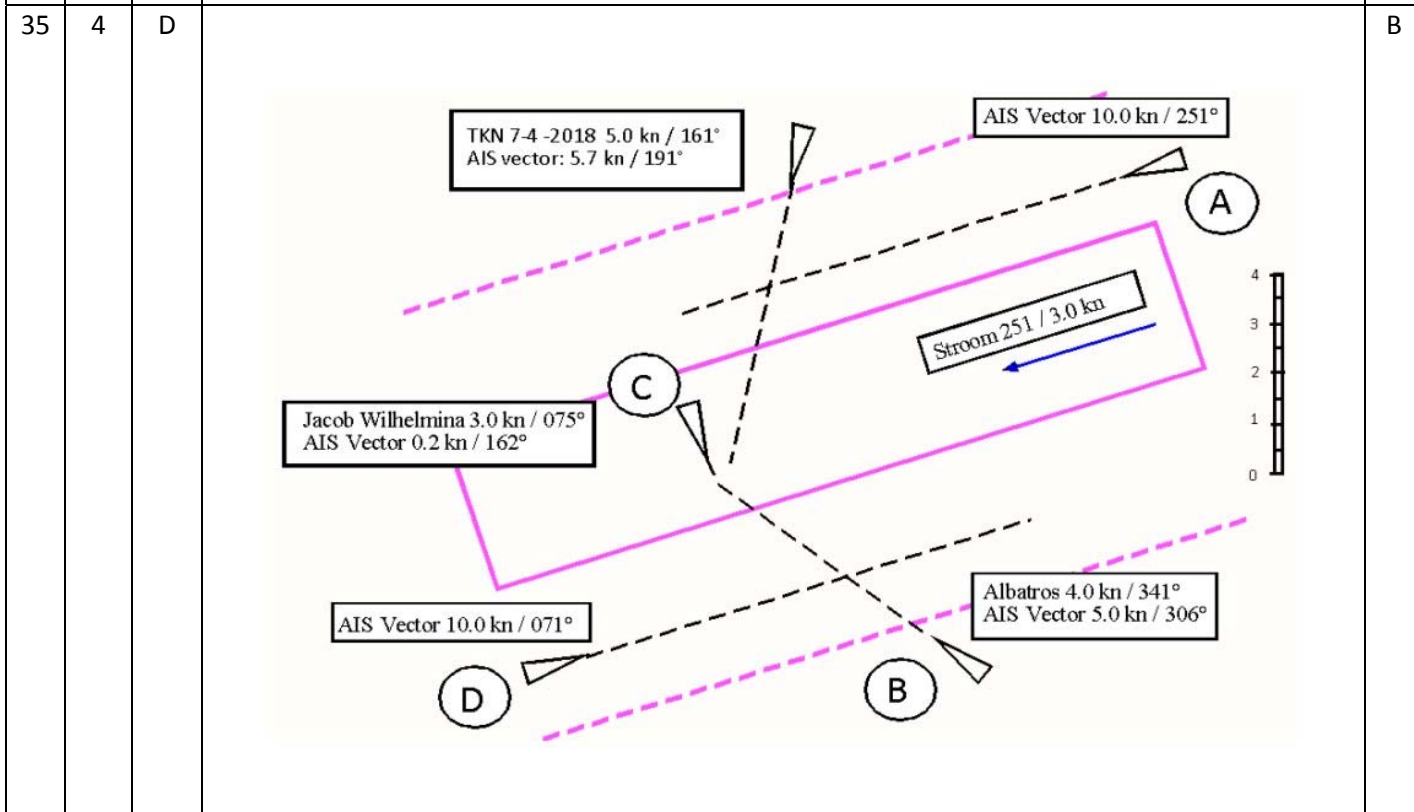 35 4 D B
TKN 7-4 -2018 5.0 kn / 161°
AIS vector: 5.7 kn / 191°
AIS Vector 10.0 kn / 251°
A
4
Stroom 251 / 3.0 kn
3
2
C
1
Jacob Wilhelmina 3.0 kn / 075°
AIS Vector 0.2 kn / 162°
0
Albatros 4.0 kn / 341°
AIS Vector 5.0 kn / 306°
AIS Vector 10.0 kn / 071°
B
D